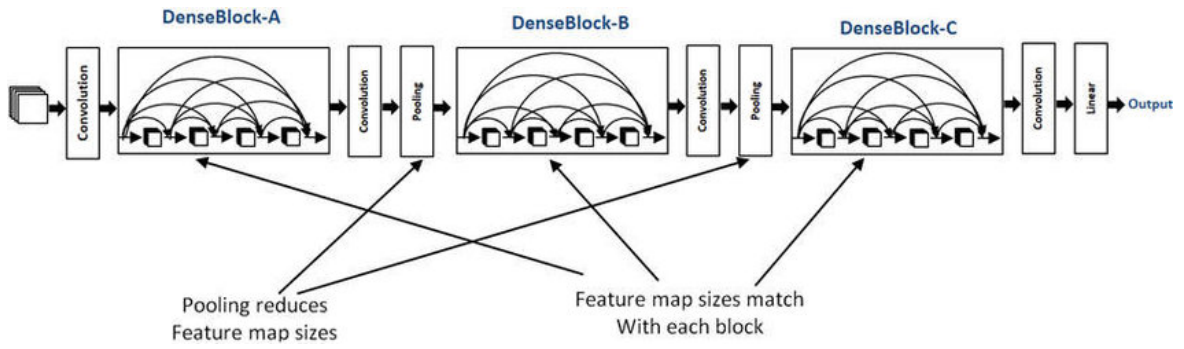 DenseBlock-A
DenseBlock-B
DenseBlock-C
Convolution
Convolution
Pooling
Convolution
Pooling
Convolution
Linear
Output
Pooling reduces
Feature map sizes
Feature map sizes match
With each block